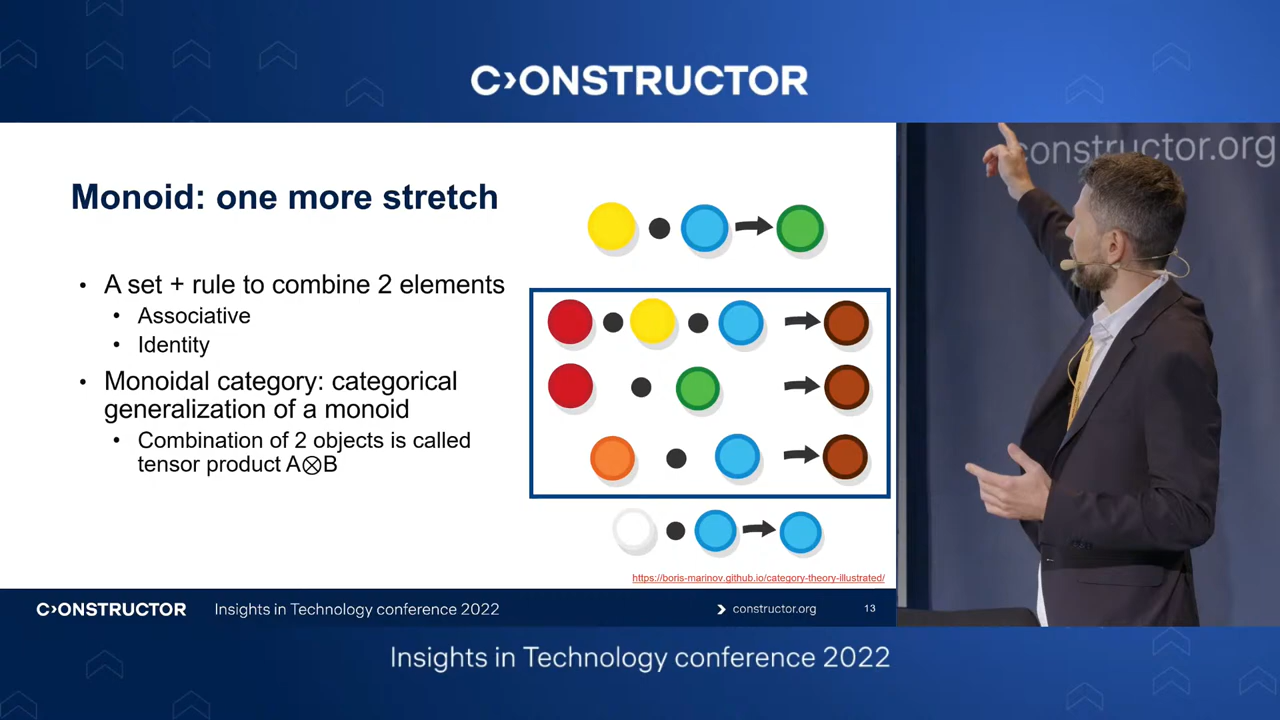 C›ONSTRUCTOR
constructor.org
Monoid: one more stretch
• A set + rule to combine 2 elements
• Associative
• Identity
• Monoidal category: categorical
generalization of a monoid
• Combination of 2 objects is called
tensor product A⊗B
https://boris-marinov.github.io/category-theory-illustrated/
C›ONSTRUCTOR
Insights in Technology conference 2022
constructor.org
13
Insights in Technology conference 2022